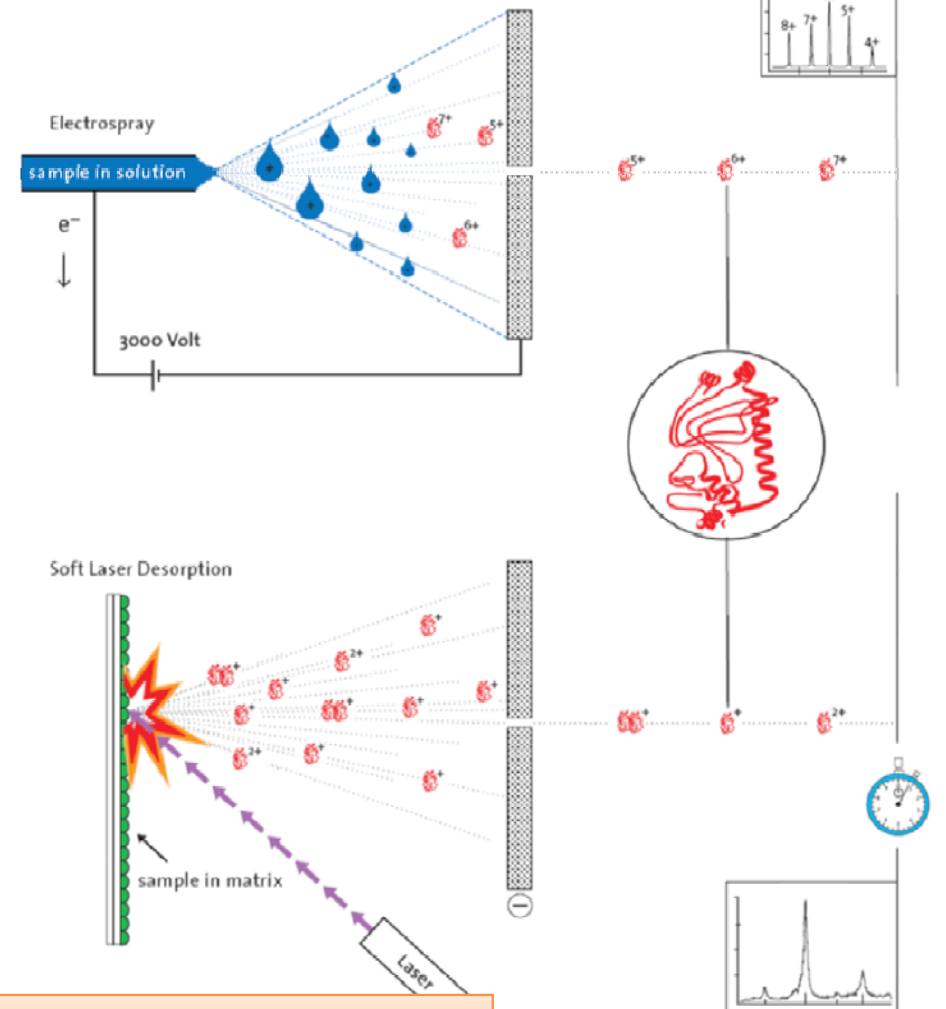 8+ 7+ 5+ 4+
Electrospray
7+ 5+
sample in solution
+
+
+
5+ 6+ 7+
e⁻
6+
3000 Volt
Soft Laser Desorption
+
2+
+ + +
+ + +
+ 2+
2+ +
+
sample in matrix
−
Laser